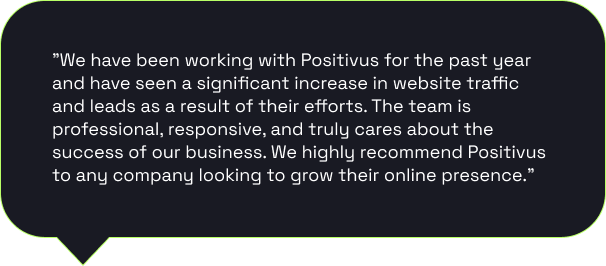 ”We have been working with Positivus for the past year
and have seen a significant increase in website traffic
and leads as a result of their efforts. The team is
professional, responsive, and truly cares about the
success of our business. We highly recommend Positivus
to any company looking to grow their online presence.”